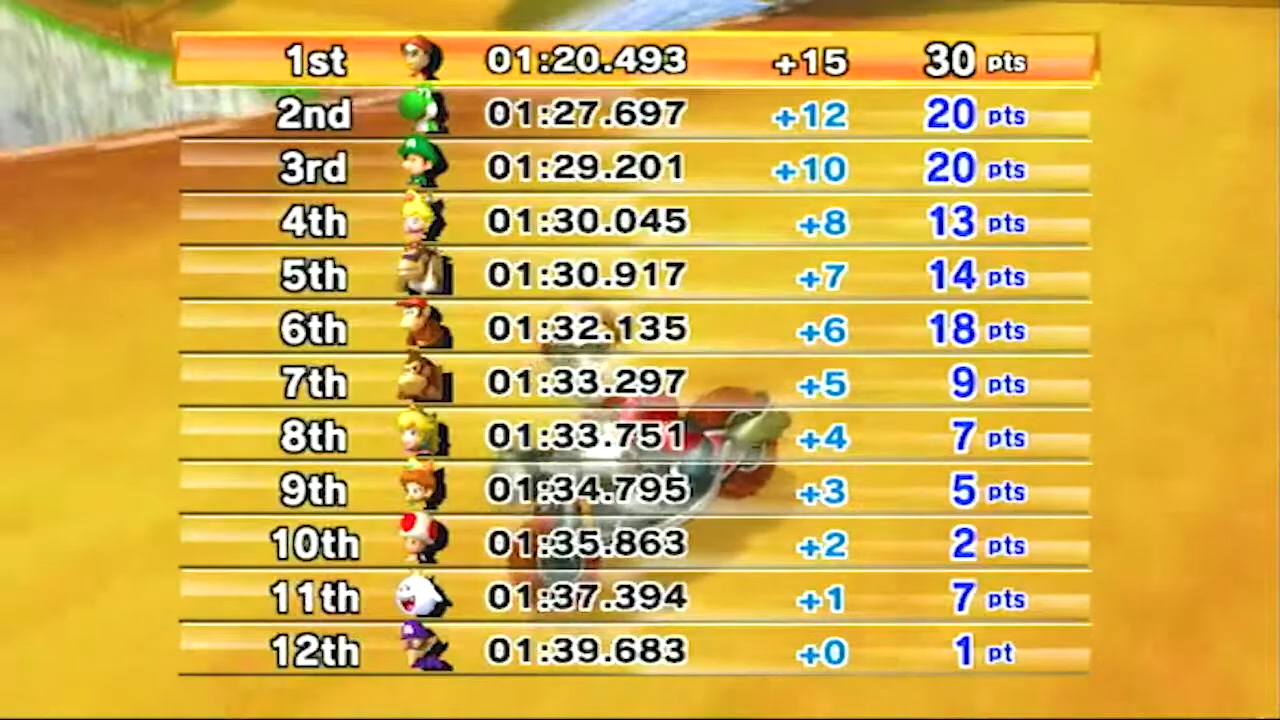 1st 01:20.493 +15 30 pts
2nd 01:27.697 +12 20 pts
3rd 01:29.201 +10 20 pts
4th 01:30.045 +8 13 pts
5th 01:30.917 +7 14 pts
6th 01:32.135 +6 18 pts
7th 01:33.297 +5 9 pts
8th 01:33.751 +4 7 pts
9th 01:34.795 +3 5 pts
10th 01:35.863 +2 2 pts
11th 01:37.394 +1 7 pts
12th 01:39.683 +0 1 pt